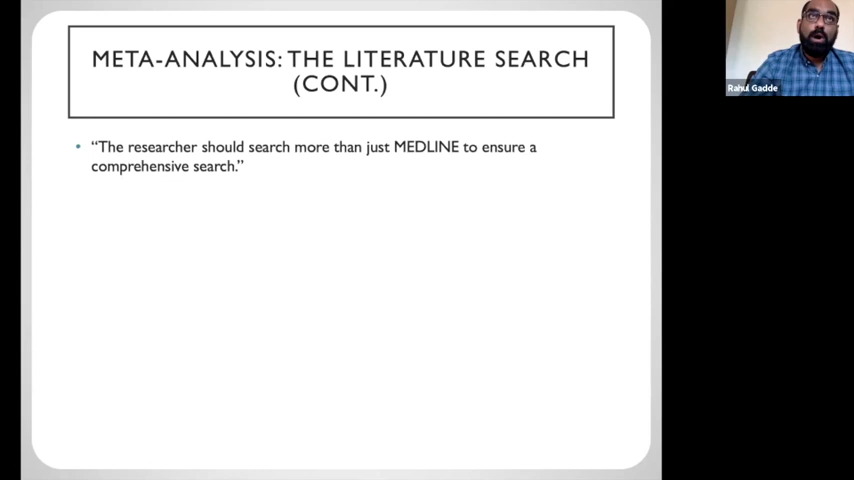 META-ANALYSIS: THE LITERATURE SEARCH
(CONT.)
• “The researcher should search more than just MEDLINE to ensure a
comprehensive search.”
Rahul Gadde